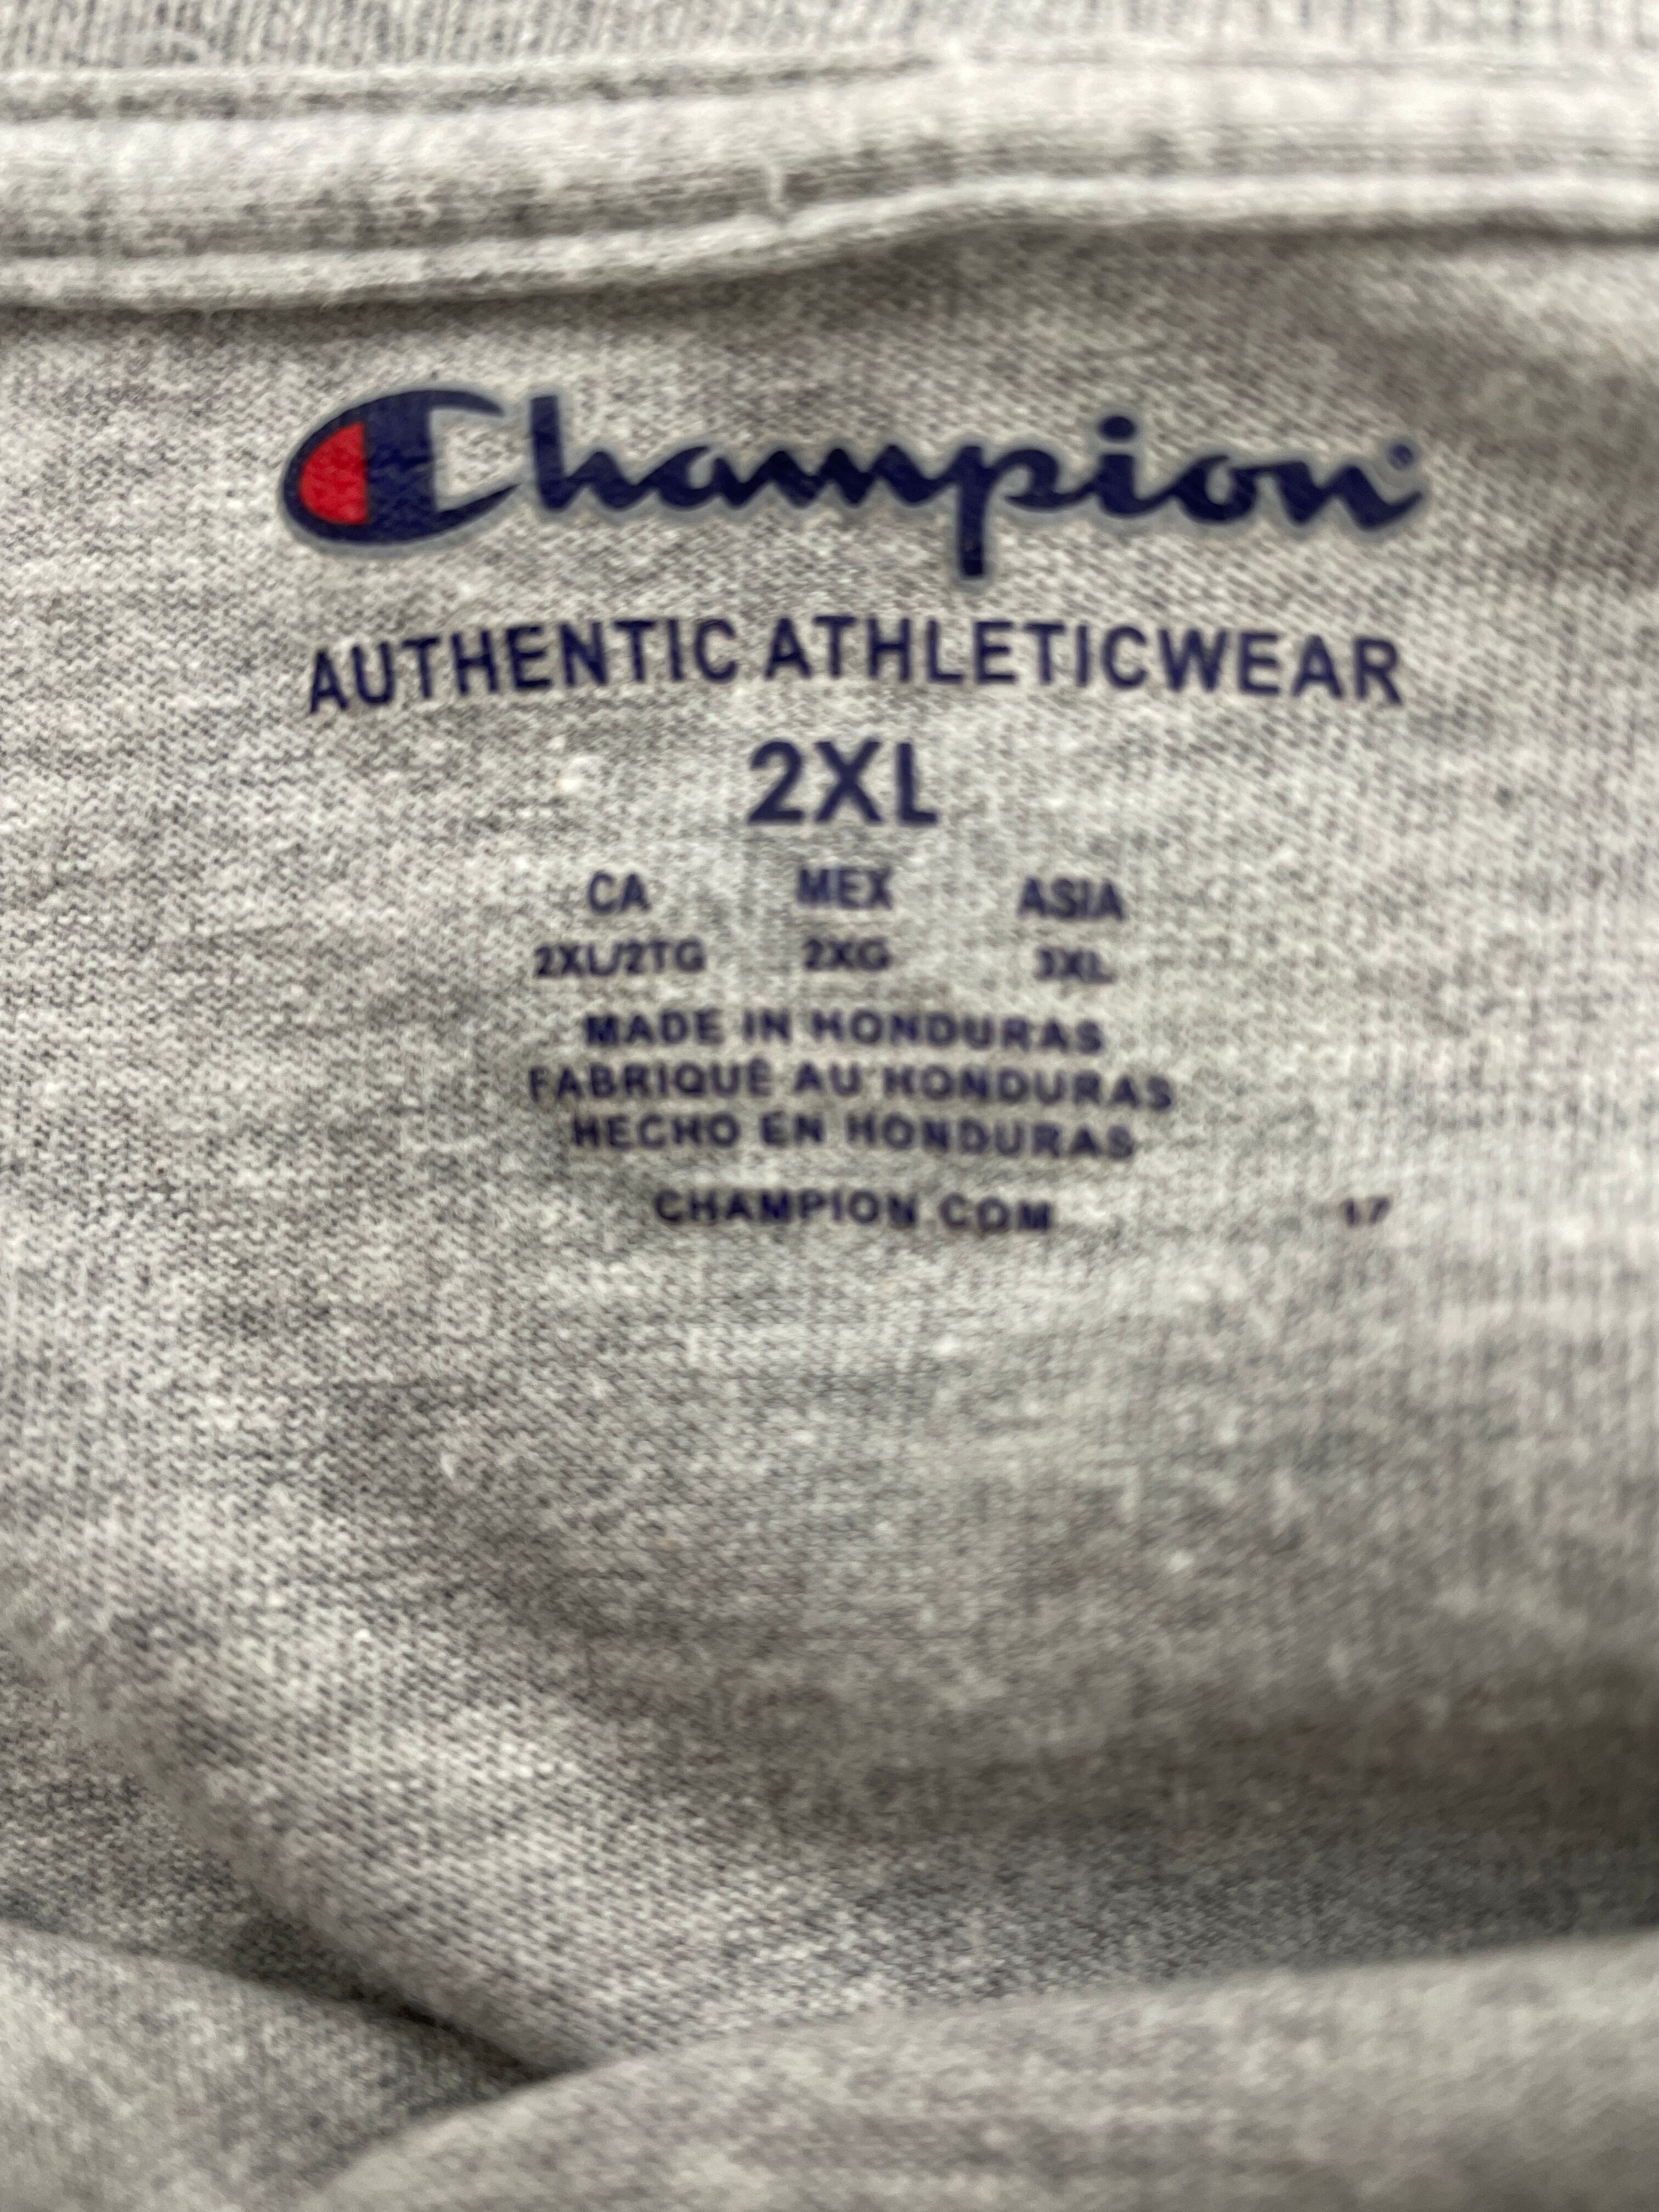 Champion
AUTHENTIC ATHLETICWEAR
2XL
CA MEX ASIA
2XL/2TG 2XG 3XL
MADE IN HONDURAS
FABRIQUÉ AU HONDURAS
HECHO EN HONDURAS
CHAMPION.COM 17